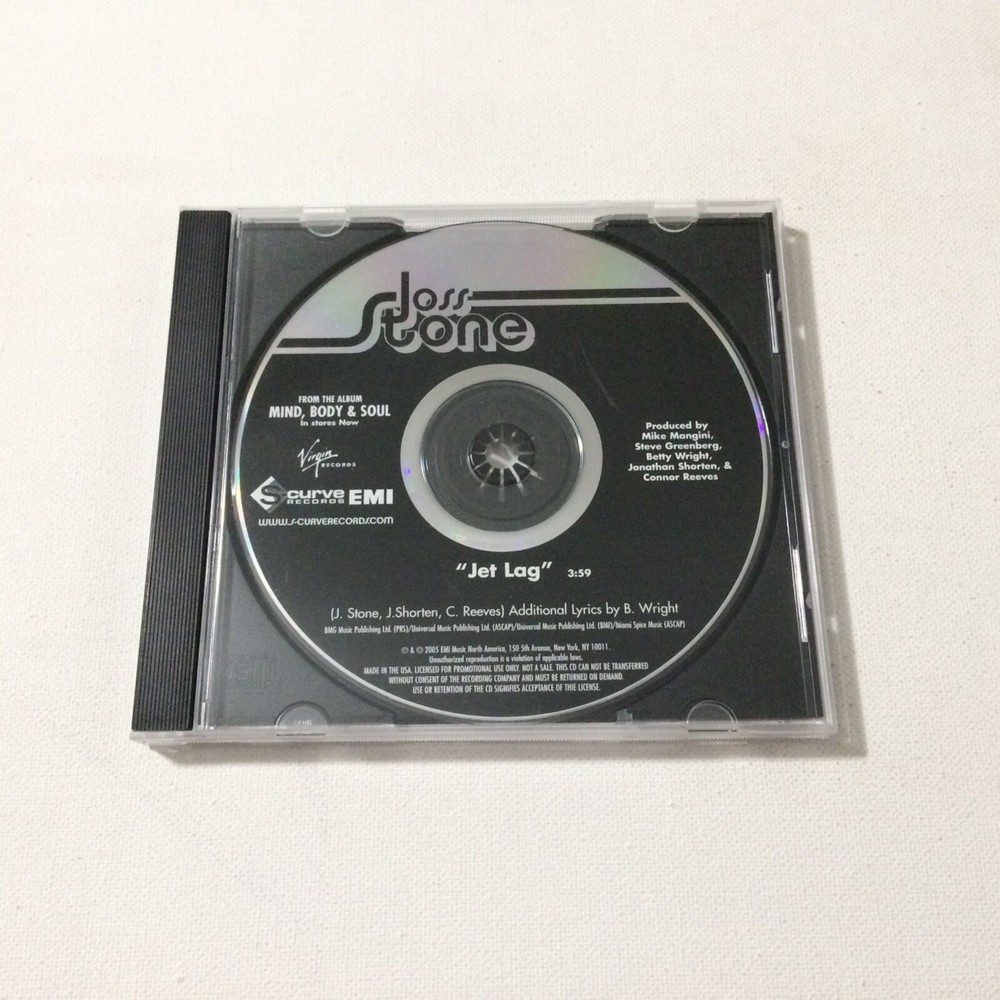 Joss
Stone
FROM THE ALBUM
MIND, BODY & SOUL
In stores Now
Virgin
RECORDS
S-curve
RECORDS
EMI
WWW.S-CURVERECORDS.COM
Produced by
Mike Mangini,
Steve Greenberg,
Betty Wright,
Jonathan Shorten, &
Connor Reeves
"Jet Lag" 3:59
(J. Stone, J.Shorten, C. Reeves) Additional Lyrics by B. Wright
BMG Music Publishing Ltd. (PRS)/Universal Music Publishing Ltd. (ASCAP)/Universal Music Publishing Ltd. (BMI)/Miami Spice Music (ASCAP)
℗ & © 2005 EMI Music North America, 150 5th Avenue, New York, NY 10011.
Unauthorized reproduction is a violation of applicable laws.
MADE IN THE USA. LICENSED FOR PROMOTIONAL USE ONLY. NOT A SALE. THIS CD CAN NOT BE TRANSFERRED
WITHOUT CONSENT OF THE RECORDING COMPANY AND MUST BE RETURNED ON DEMAND.
USE OR RETENTION OF THE CD SIGNIFIES ACCEPTANCE OF THE LICENSE.